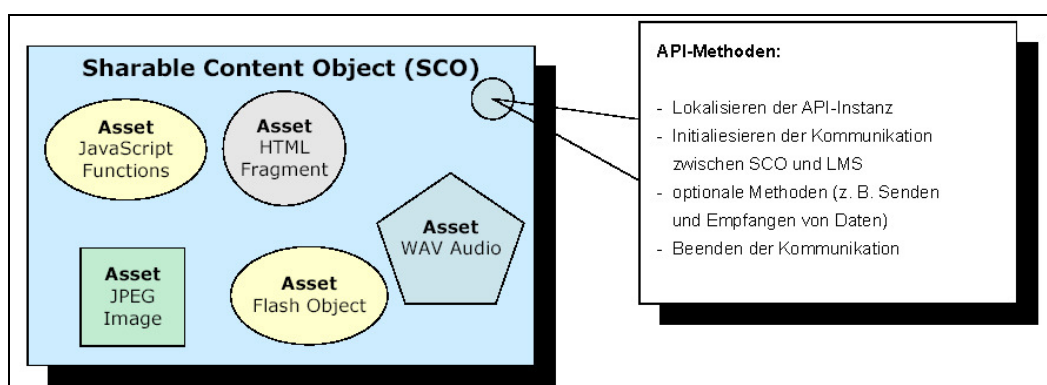 Sharable Content Object (SCO)
Asset
JavaScript
Functions
Asset
HTML
Fragment
Asset
WAV Audio
Asset
JPEG
Image
Asset
Flash Object
API-Methoden:
- Lokalisieren der API-Instanz
- Initialiesieren der Kommunikation
zwischen SCO und LMS
- optionale Methoden (z. B. Senden
und Empfangen von Daten)
- Beenden der Kommunikation